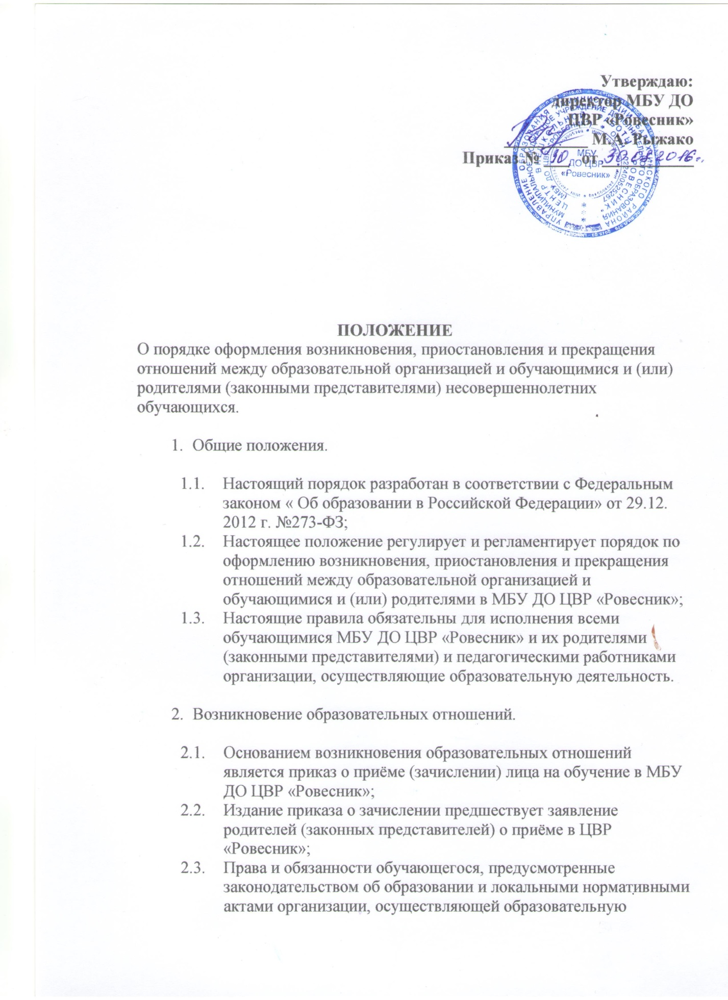 Утверждаю:
директор МБУ ДО
ЦВР «Ровесник»
М.А. Рыжако
Приказ № от 2016г.
МБУ
ДО ЦВР
«Ровесник»
ПОЛОЖЕНИЕ
О порядке оформления возникновения, приостановления и прекращения
отношений между образовательной организацией и обучающимися и (или)
родителями (законными представителями) несовершеннолетних
обучающихся.
1. Общие положения.
1.1. Настоящий порядок разработан в соответствии с Федеральным
законом « Об образовании в Российской Федерации» от 29.12.
2012 г. №273-ФЗ;
1.2. Настоящее положение регулирует и регламентирует порядок по
оформлению возникновения, приостановления и прекращения
отношений между образовательной организацией и
обучающимися и (или) родителями в МБУ ДО ЦВР «Ровесник»;
1.3. Настоящие правила обязательны для исполнения всеми
обучающимися МБУ ДО ЦВР «Ровесник» и их родителями
(законными представителями) и педагогическими работниками
организации, осуществляющие образовательную деятельность.
2. Возникновение образовательных отношений.
2.1. Основанием возникновения образовательных отношений
является приказ о приёме (зачислении) лица на обучение в МБУ
ДО ЦВР «Ровесник»;
2.2. Издание приказа о зачислении предшествует заявление
родителей (законных представителей) о приёме в ЦВР
«Ровесник»;
2.3. Права и обязанности обучающегося, предусмотренные
законодательством об образовании и локальными нормативными
актами организации, осуществляющей образовательную